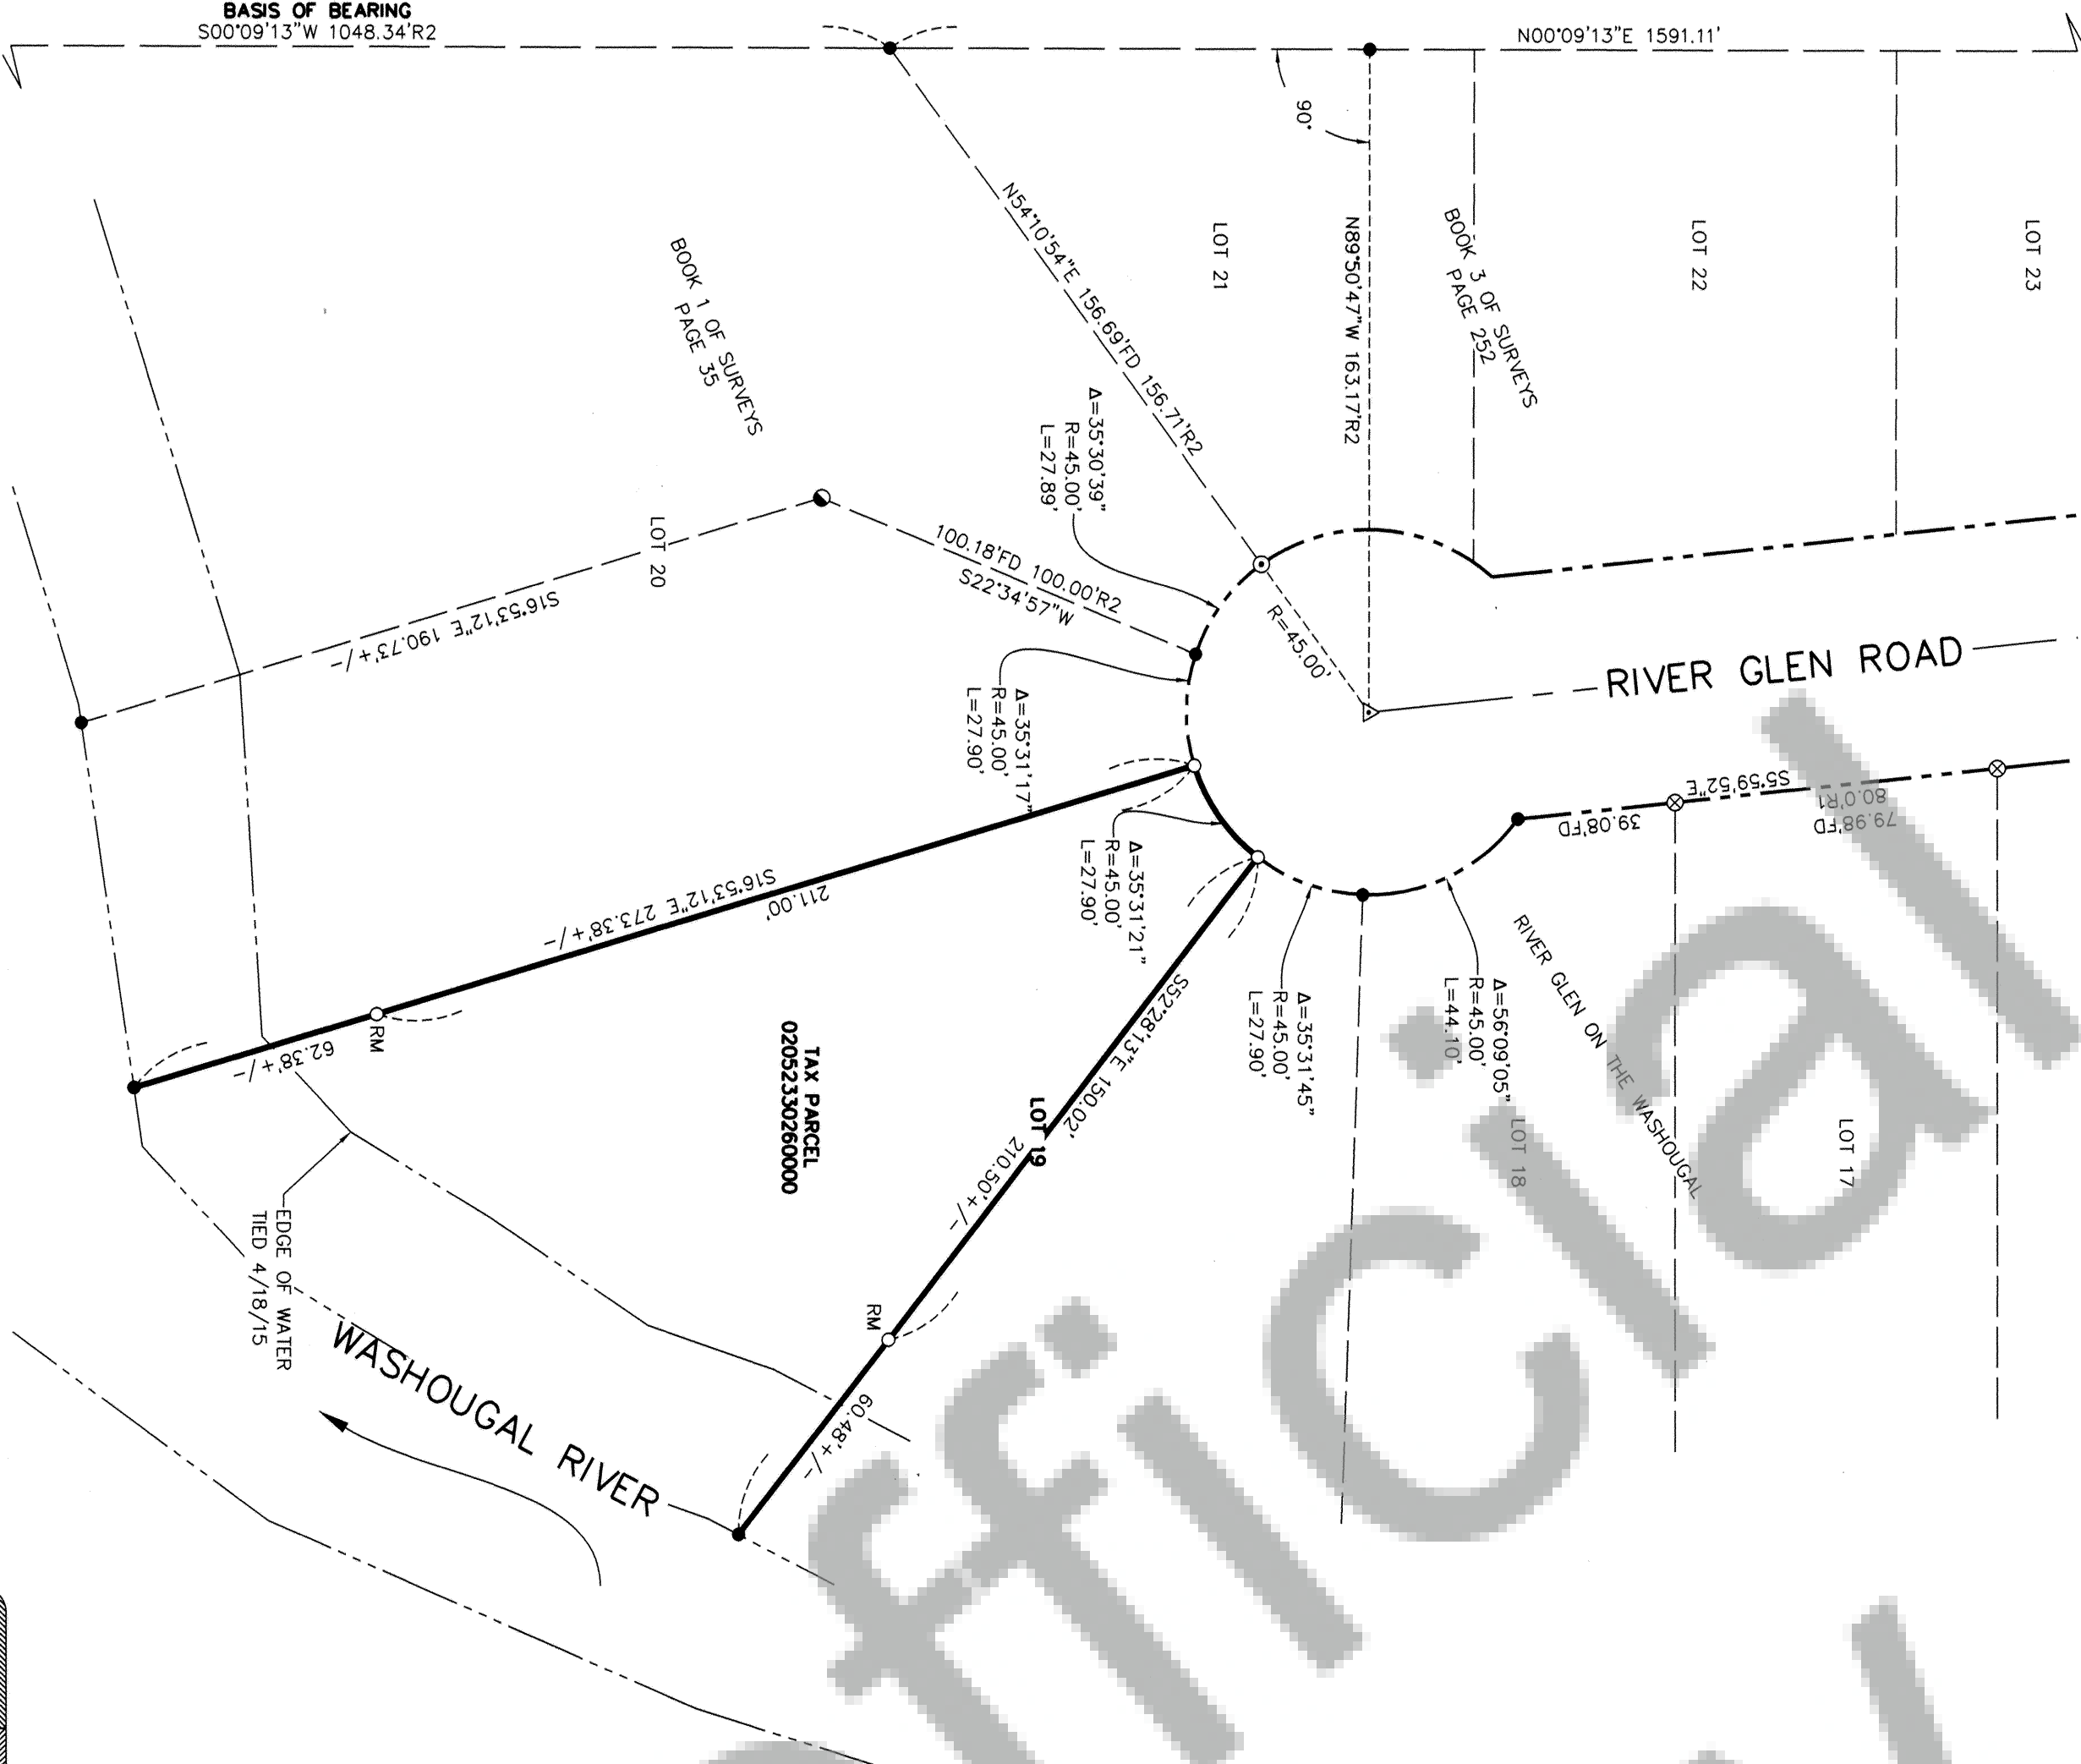 BASIS OF BEARING
S00°09'13"W 1048.34'R2
N00°09'13"E 1591.11'
90°
N54°10'54"E 156.69'FD 156.71'R2
LOT 21
N89°50'47"W 163.17'R2
BOOK 3 OF SURVEYS
PAGE 252
LOT 22
LOT 23
BOOK 1 OF SURVEYS
PAGE 35
Δ=35°30'39"
R=45.00'
L=27.89'
LOT 20
100.18'FD 100.00'R2
S22°34'57"W
S16°53'12"E 190.73'+/-
R=45.00'
RIVER GLEN ROAD
Δ=35°31'17"
R=45.00'
L=27.90'
S5°59'52"E
80.0'R1
79.98'FD
39.08'FD
Δ=35°31'21"
R=45.00'
L=27.90'
S16°53'12"E 273.38'+/-
211.00'
RM
62.38'+/-
S52°28'13"E 150.02'
210.50'+/-
Δ=35°31'45"
R=45.00'
L=27.90'
Δ=56°09'05"
R=45.00'
L=44.10'
RIVER GLEN ON THE WASHOUGAL
LOT 18
LOT 17
TAX PARCEL
02052330260000
LOT 19
EDGE OF WATER
TIED 4/18/15
RM
60.48'+/-
WASHOUGAL RIVER
fficial